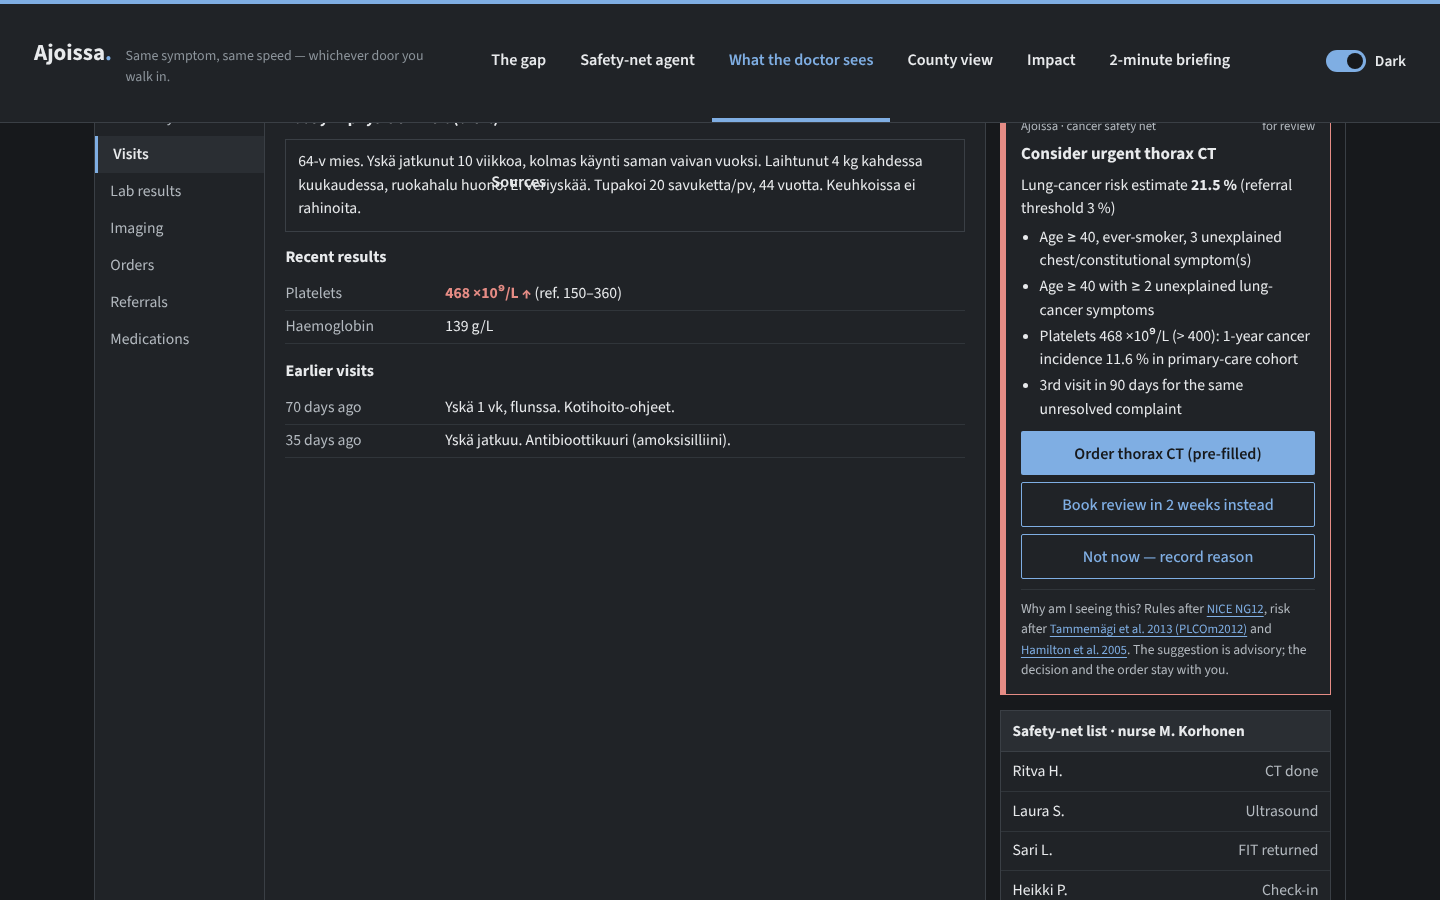 Ajoissa.
Same symptom, same speed — whichever door you
walk in.
The gap
Safety-net agent
What the doctor sees
County view
Impact
2-minute briefing
Dark
Sources
Visits
Lab results
Imaging
Orders
Referrals
Medications
64-v mies. Yskä jatkunut 10 viikkoa, kolmas käynti saman vaivan vuoksi. Laihtunut 4 kg kahdessa
kuukaudessa, ruokahalu huono. Ei veriyskää. Tupakoi 20 savuketta/pv, 44 vuotta. Keuhkoissa ei
rahinoita.
Recent results
Platelets 468 ×10⁹/L ↑ (ref. 150–360)
Haemoglobin 139 g/L
Earlier visits
70 days ago Yskä 1 vk, flunssa. Kotihoito-ohjeet.
35 days ago Yskä jatkuu. Antibioottikuuri (amoksisilliini).
Ajoissa · cancer safety net for review
Consider urgent thorax CT
Lung-cancer risk estimate 21.5 % (referral
threshold 3 %)
• Age ≥ 40, ever-smoker, 3 unexplained
chest/constitutional symptom(s)
• Age ≥ 40 with ≥ 2 unexplained lung-
cancer symptoms
• Platelets 468 ×10⁹/L (> 400): 1-year cancer
incidence 11.6 % in primary-care cohort
• 3rd visit in 90 days for the same
unresolved complaint
Order thorax CT (pre-filled)
Book review in 2 weeks instead
Not now — record reason
Why am I seeing this? Rules after NICE NG12, risk
after Tammemägi et al. 2013 (PLCOm2012) and
Hamilton et al. 2005. The suggestion is advisory; the
decision and the order stay with you.
Safety-net list · nurse M. Korhonen
Ritva H. CT done
Laura S. Ultrasound
Sari L. FIT returned
Heikki P. Check-in